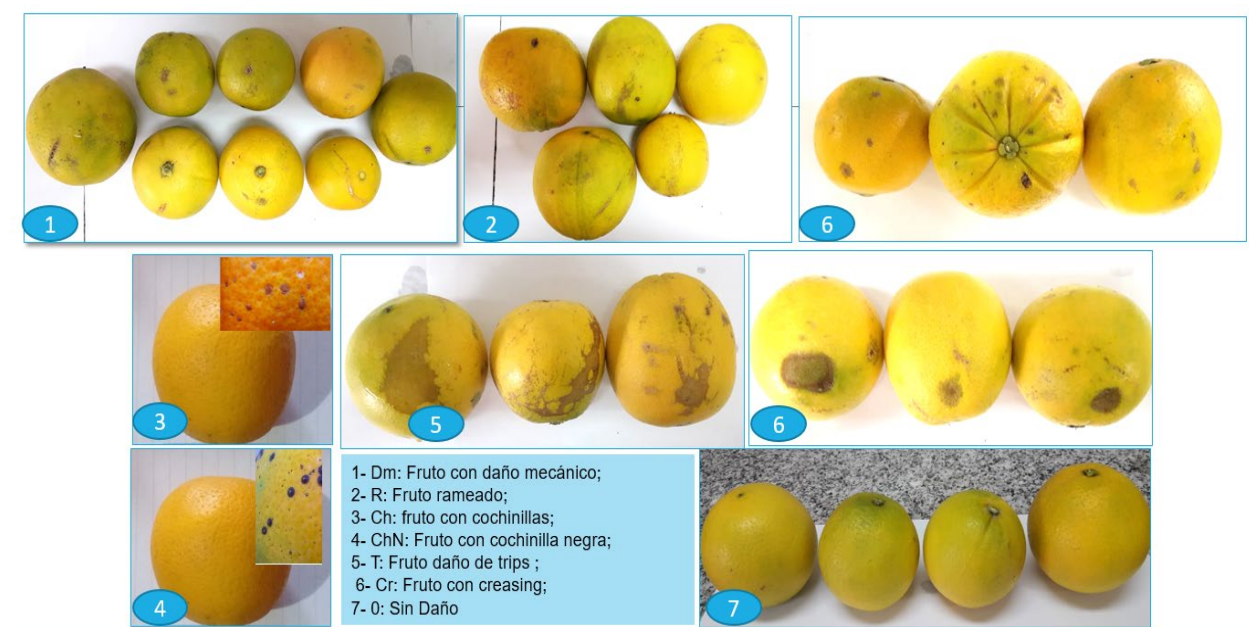 1
2
6
3
5
6
4
1- Dm: Fruto con daño mecánico;
2- R: Fruto rameado;
3- Ch: fruto con cochinillas;
4- ChN: Fruto con cochinilla negra;
5- T: Fruto daño de trips ;
6- Cr: Fruto con creasing;
7- 0: Sin Daño
7